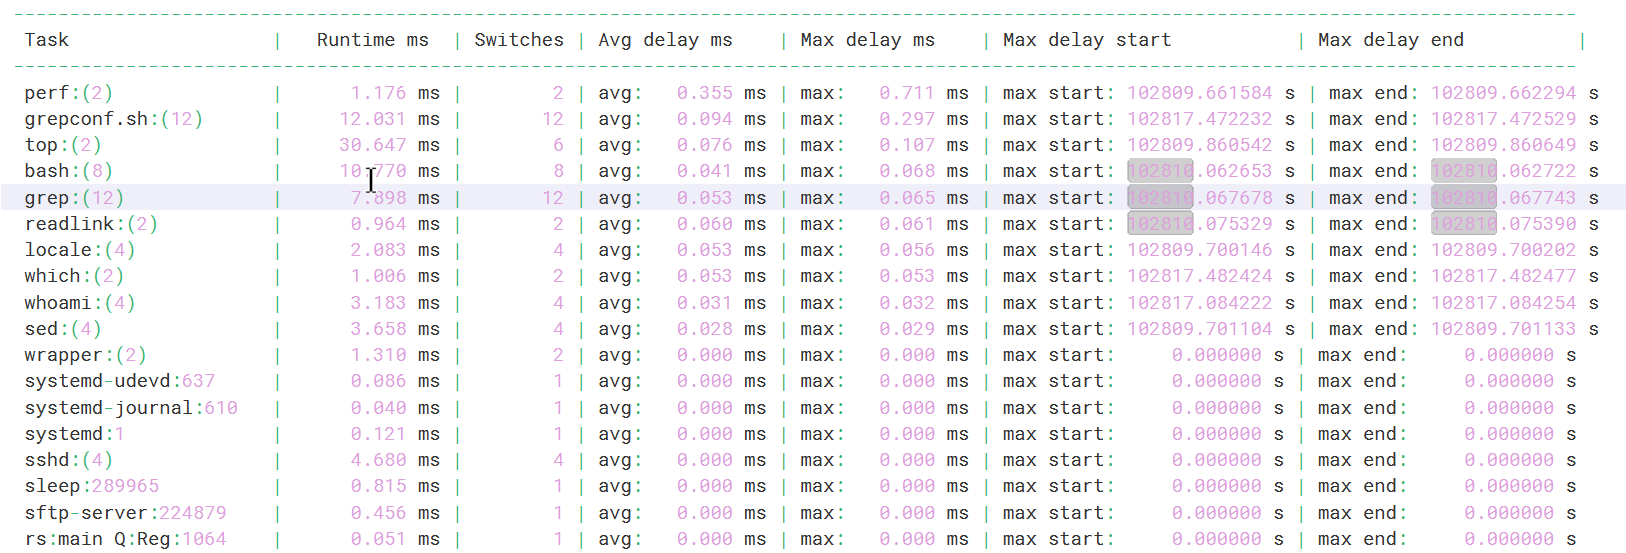 ---------------------------------------------------------------------------------------------------------------------------------------------
Task | Runtime ms | Switches | Avg delay ms | Max delay ms | Max delay start | Max delay end |
---------------------------------------------------------------------------------------------------------------------------------------------
perf:(2) | 1.176 ms | 2 | avg: 0.355 ms | max: 0.711 ms | max start: 102809.661584 s | max end: 102809.662294 s
grepconf.sh:(12) | 12.031 ms | 12 | avg: 0.094 ms | max: 0.297 ms | max start: 102817.472232 s | max end: 102817.472529 s
top:(2) | 30.647 ms | 6 | avg: 0.076 ms | max: 0.107 ms | max start: 102809.860542 s | max end: 102809.860649 s
bash:(8) | 10.770 ms | 8 | avg: 0.041 ms | max: 0.068 ms | max start: 102810.062653 s | max end: 102810.062722 s
grep:(12) | 7.898 ms | 12 | avg: 0.053 ms | max: 0.065 ms | max start: 102810.067678 s | max end: 102810.067743 s
readlink:(2) | 0.964 ms | 2 | avg: 0.060 ms | max: 0.061 ms | max start: 102810.075329 s | max end: 102810.075390 s
locale:(4) | 2.083 ms | 4 | avg: 0.053 ms | max: 0.056 ms | max start: 102809.700146 s | max end: 102809.700202 s
which:(2) | 1.006 ms | 2 | avg: 0.053 ms | max: 0.053 ms | max start: 102817.482424 s | max end: 102817.482477 s
whoami:(4) | 3.183 ms | 4 | avg: 0.031 ms | max: 0.032 ms | max start: 102817.084222 s | max end: 102817.084254 s
sed:(4) | 3.658 ms | 4 | avg: 0.028 ms | max: 0.029 ms | max start: 102809.701104 s | max end: 102809.701133 s
wrapper:(2) | 1.310 ms | 2 | avg: 0.000 ms | max: 0.000 ms | max start: 0.000000 s | max end: 0.000000 s
systemd-udevd:637 | 0.086 ms | 1 | avg: 0.000 ms | max: 0.000 ms | max start: 0.000000 s | max end: 0.000000 s
systemd-journal:610 | 0.040 ms | 1 | avg: 0.000 ms | max: 0.000 ms | max start: 0.000000 s | max end: 0.000000 s
systemd:1 | 0.121 ms | 1 | avg: 0.000 ms | max: 0.000 ms | max start: 0.000000 s | max end: 0.000000 s
sshd:(4) | 4.680 ms | 4 | avg: 0.000 ms | max: 0.000 ms | max start: 0.000000 s | max end: 0.000000 s
sleep:289965 | 0.815 ms | 1 | avg: 0.000 ms | max: 0.000 ms | max start: 0.000000 s | max end: 0.000000 s
sftp-server:224879 | 0.456 ms | 1 | avg: 0.000 ms | max: 0.000 ms | max start: 0.000000 s | max end: 0.000000 s
rs:main Q:Reg:1064 | 0.051 ms | 1 | avg: 0.000 ms | max: 0.000 ms | max start: 0.000000 s | max end: 0.000000 s